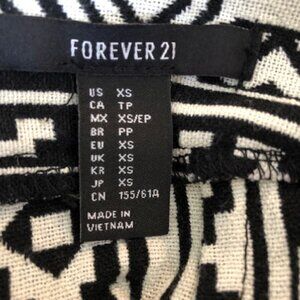 FOREVER 21
US XS
CA TP
MX XS/EP
BR PP
EU XS
UK XS
KR XS
JP XS
CN 155/61A
MADE IN
VIETNAM